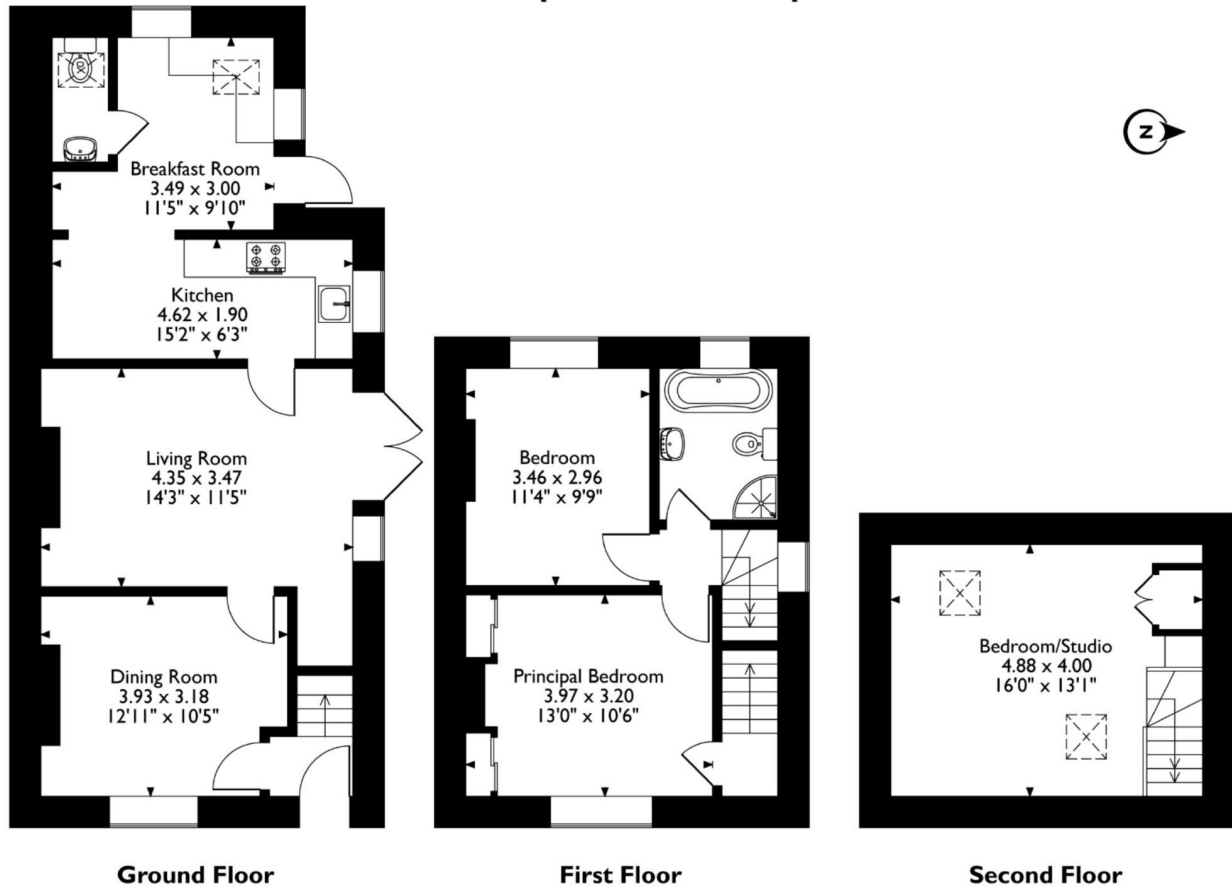 Breakfast Room
3.49 x 3.00
11'5" x 9'10"
Kitchen
4.62 x 1.90
15'2" x 6'3"
Living Room
4.35 x 3.47
14'3" x 11'5"
Dining Room
3.93 x 3.18
12'11" x 10'5"
Ground Floor
Bedroom
3.46 x 2.96
11'4" x 9'9"
Principal Bedroom
3.97 x 3.20
13'0" x 10'6"
First Floor
N
Bedroom/Studio
4.88 x 4.00
16'0" x 13'1"
Second Floor